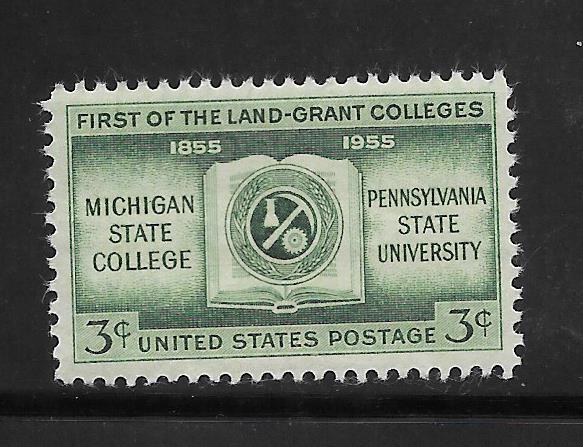 FIRST OF THE LAND-GRANT COLLEGES
1855 1955
MICHIGAN
STATE
COLLEGE
PENNSYLVANIA
STATE
UNIVERSITY
3¢ UNITED STATES POSTAGE 3¢